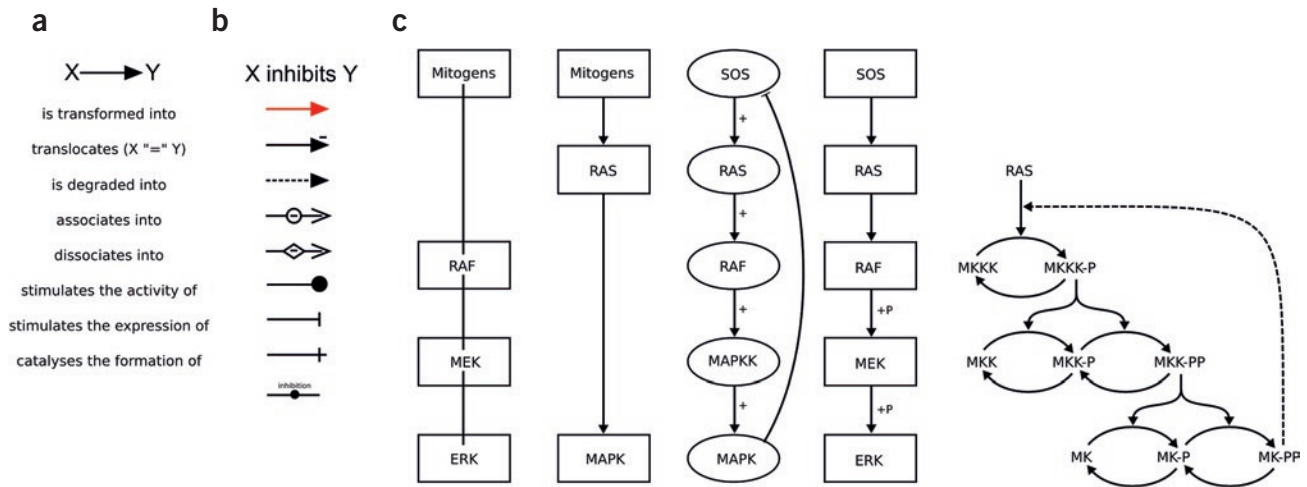 a
X Y
is transformed into
translocates (X "=" Y)
is degraded into
associates into
dissociates into
stimulates the activity of
stimulates the expression of
catalyses the formation of
b
X inhibits Y
-
-
-
inhibition
c
Mitogens
RAF
MEK
ERK
Mitogens
RAS
MAPK
SOS
+
RAS
+
RAF
+
MAPKK
+
MAPK
SOS
RAS
RAF
+P
MEK
+P
ERK
RAS
MKKK MKKK-P
MKK MKK-P MKK-PP
MK MK-P MK-PP